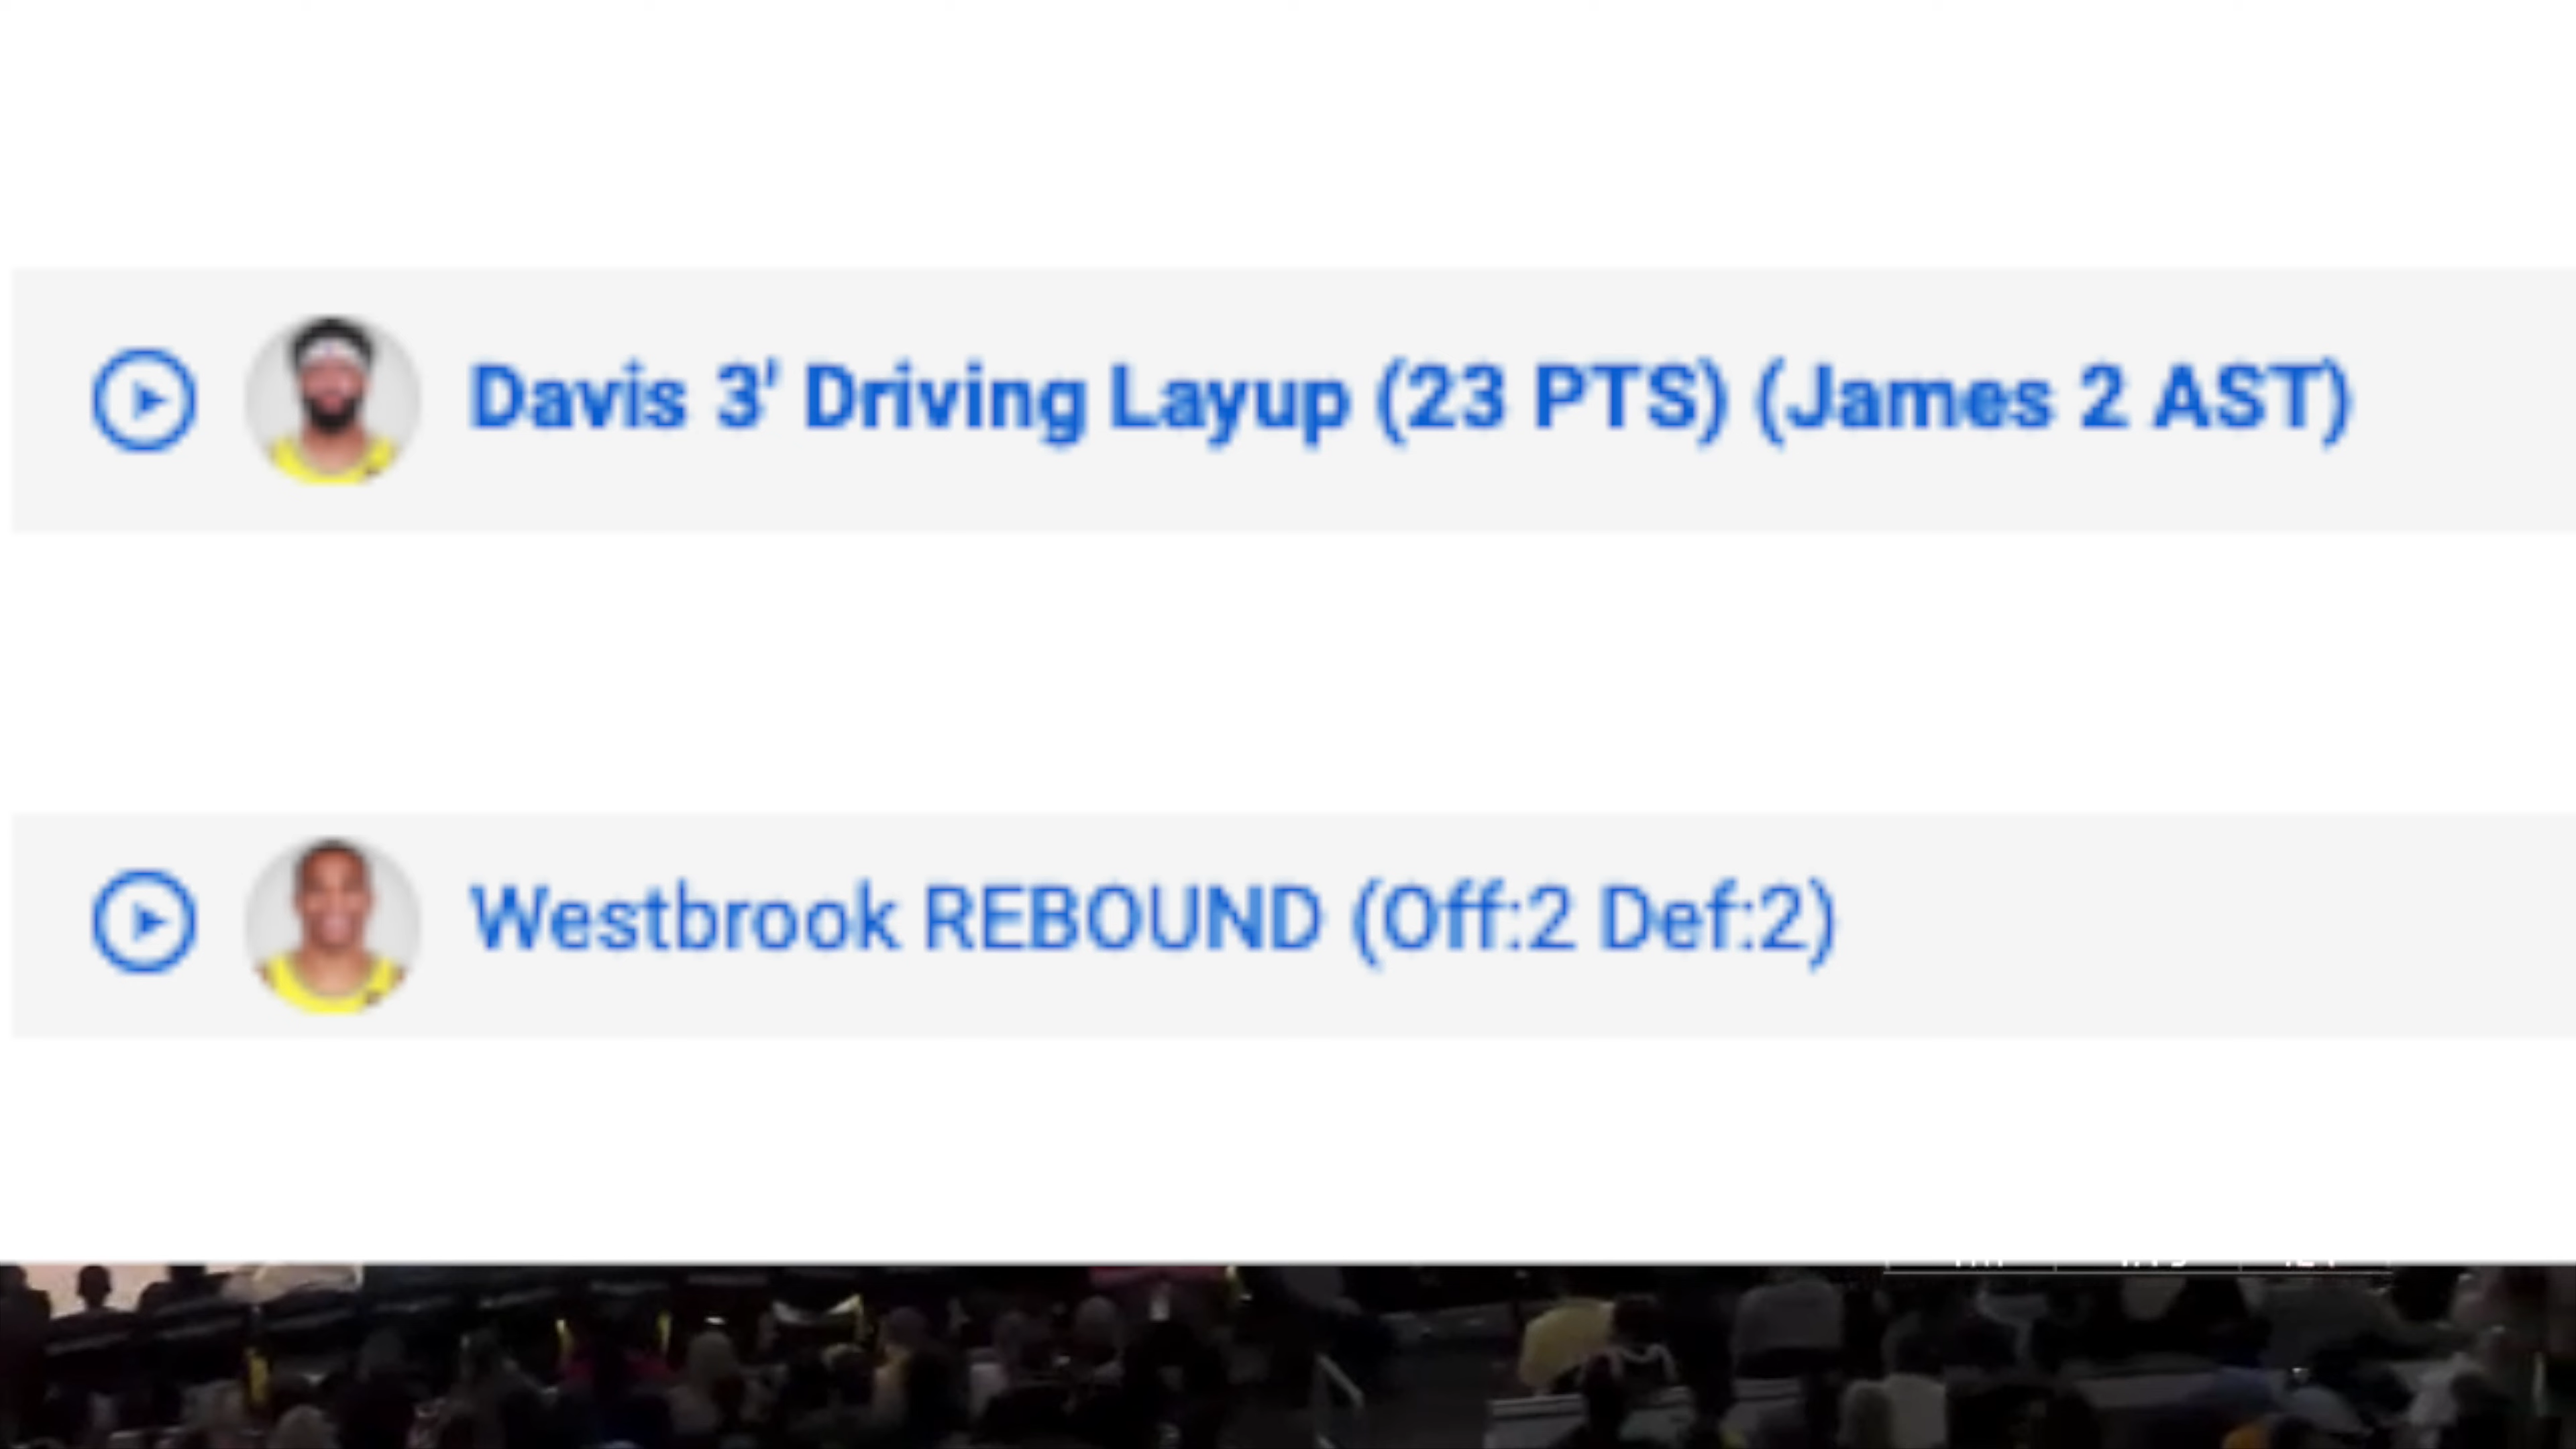 Davis 3' Driving Layup (23 PTS) (James 2 AST)
Westbrook REBOUND (Off:2 Def:2)